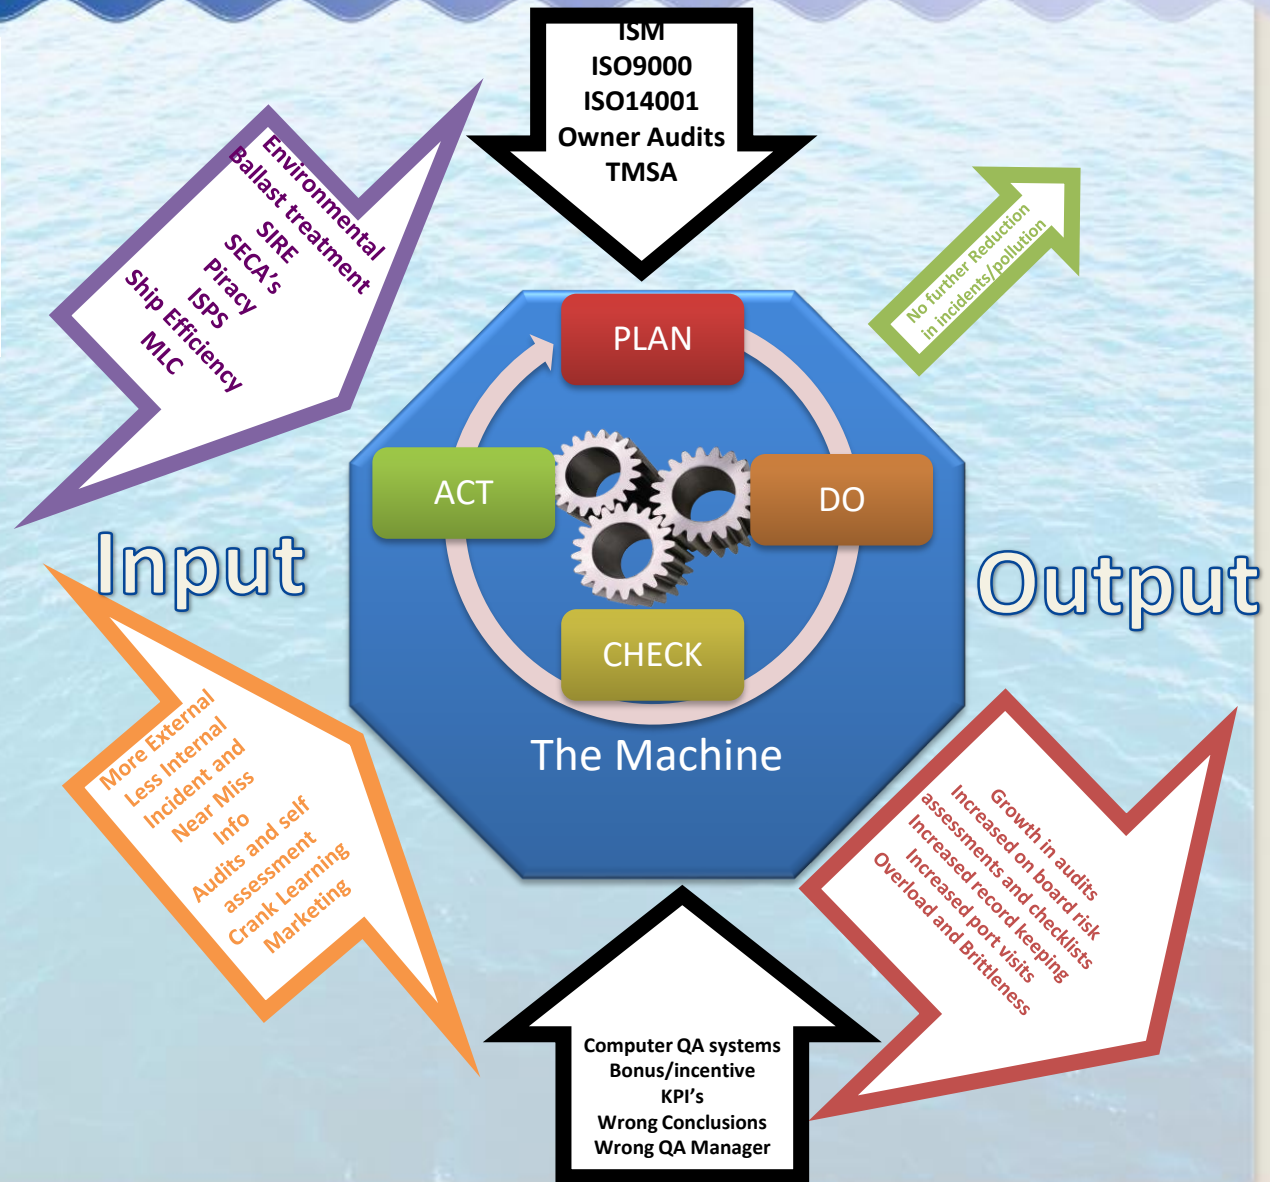 ISM
ISO9000
ISO14001
Owner Audits
TMSA
Environmental
Ballast treatment
SIRE
SECA's
Piracy
ISPS
Ship Efficiency
MLC
No further Reduction
in incidents/pollution
PLAN
ACT
DO
CHECK
The Machine
Input
Output
More External
Less Internal
Incident and
Near Miss
Info
Audits and self
assessment
Crank Learning
Marketing
Growth in audits
Increased on board risk
assessments and checklists
Increased record keeping
Increased port visits
Overload and Brittleness
Computer QA systems
Bonus/incentive
KPI's
Wrong Conclusions
Wrong QA Manager